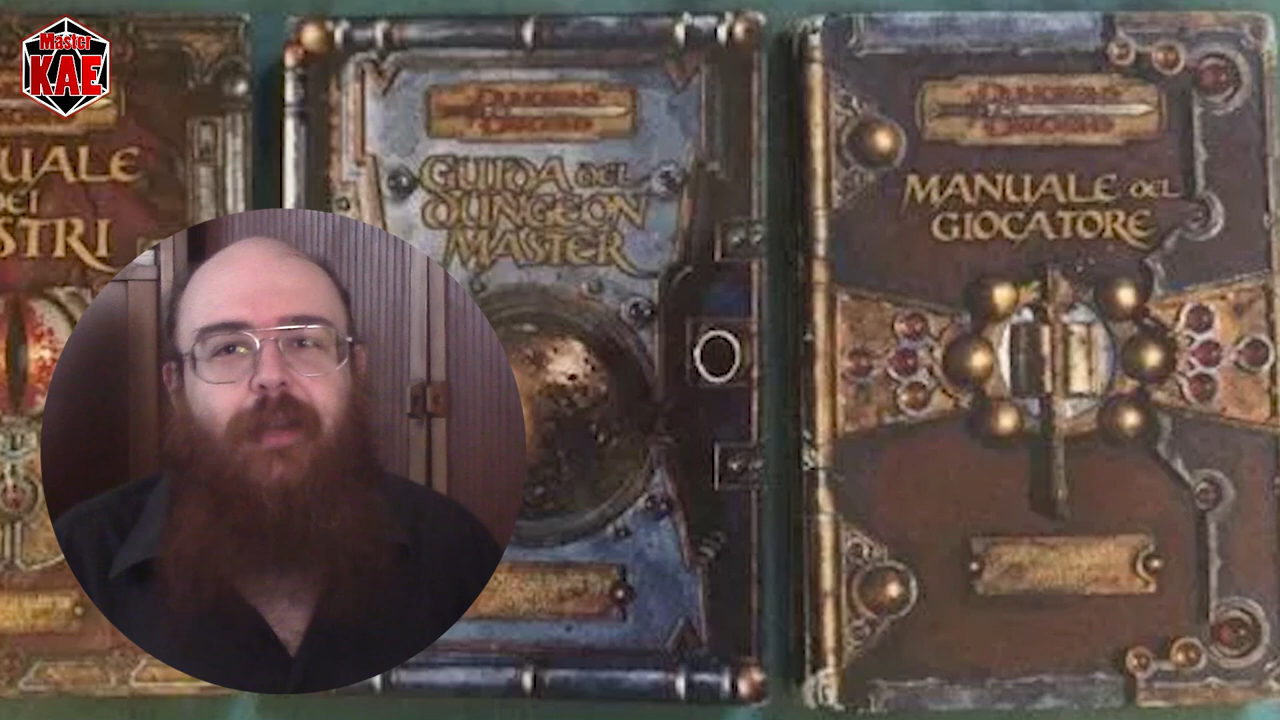 Master
KAE
UALE
DEI
STRI
DUNGEONS
DRAGONS
GUIDA DEL
DUNGEON
MASTER
DUNGEONS
DRAGONS
MANUALE DEL
GIOCATORE